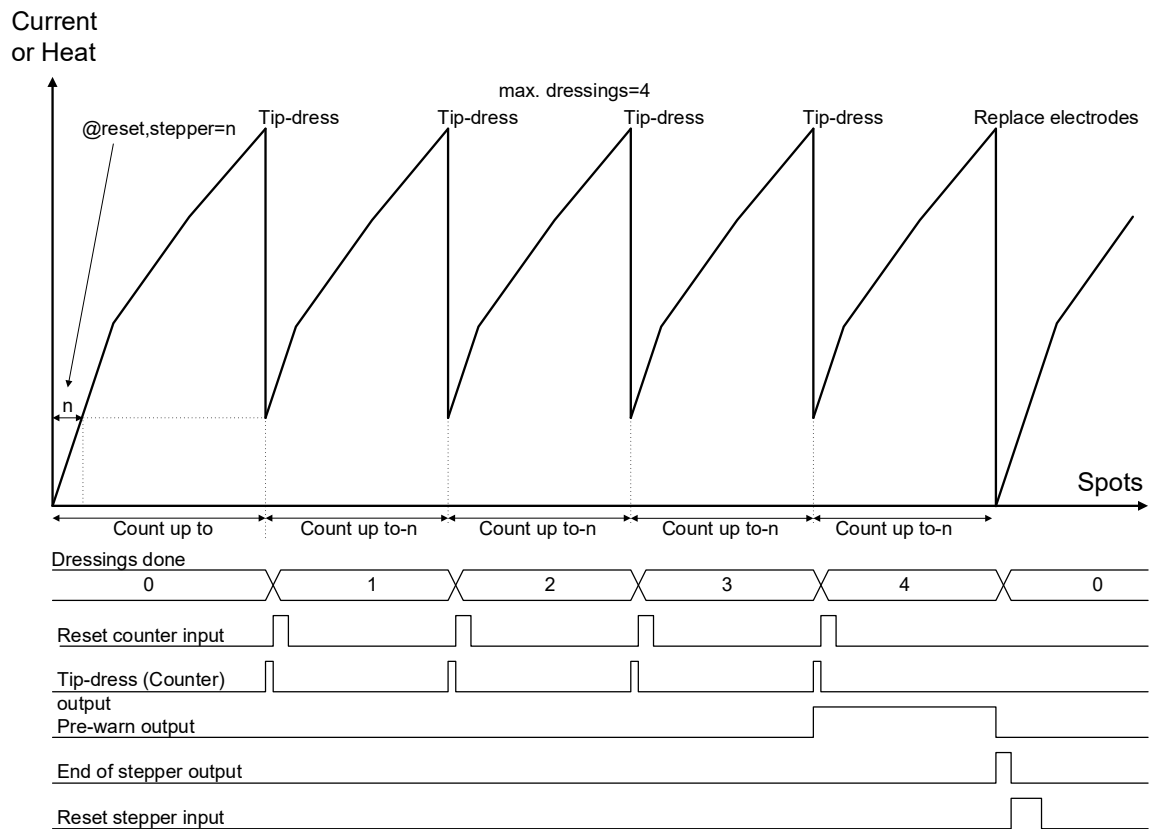 Current
or Heat
max. dressings=4
@reset,stepper=n
Tip-dress
Tip-dress
Tip-dress
Tip-dress
Replace electrodes
n
Spots
Count up to
Count up to-n
Count up to-n
Count up to-n
Count up to-n
Dressings done
0
1
2
3
4
0
Reset counter input
Tip-dress (Counter)
output
Pre-warn output
End of stepper output
Reset stepper input